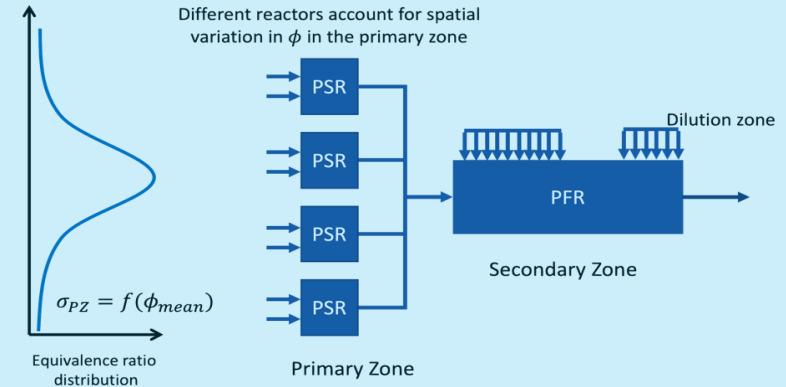 Different reactors account for spatial
variation in ϕ in the primary zone
PSR
PSR
PSR
PSR
Dilution zone
PFR
Secondary Zone
σ_PZ = f(ϕ_mean)
Equivalence ratio
distribution
Primary Zone